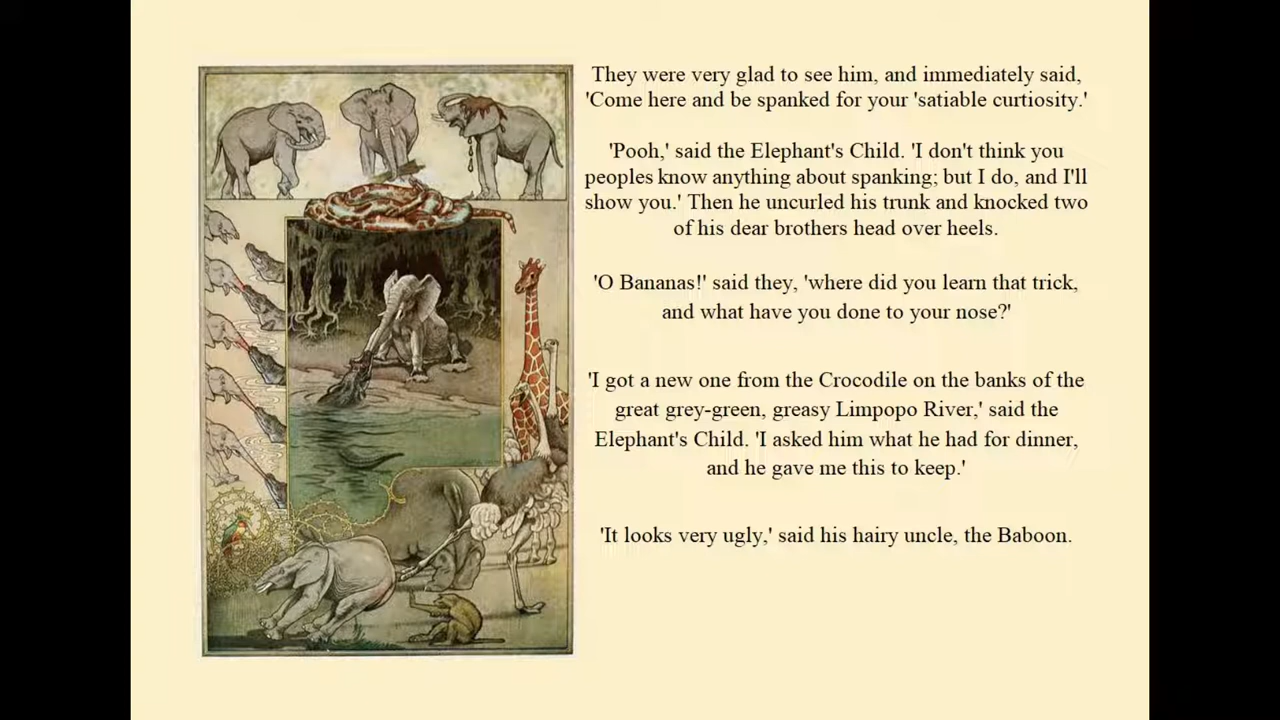 They were very glad to see him, and immediately said,
'Come here and be spanked for your 'satiable curtiosity.'
'Pooh,' said the Elephant's Child. 'I don't think you
peoples know anything about spanking; but I do, and I'll
show you.' Then he uncurled his trunk and knocked two
of his dear brothers head over heels.
'O Bananas!' said they, 'where did you learn that trick,
and what have you done to your nose?'
'I got a new one from the Crocodile on the banks of the
great grey-green, greasy Limpopo River,' said the
Elephant's Child. 'I asked him what he had for dinner,
and he gave me this to keep.'
'It looks very ugly,' said his hairy uncle, the Baboon.